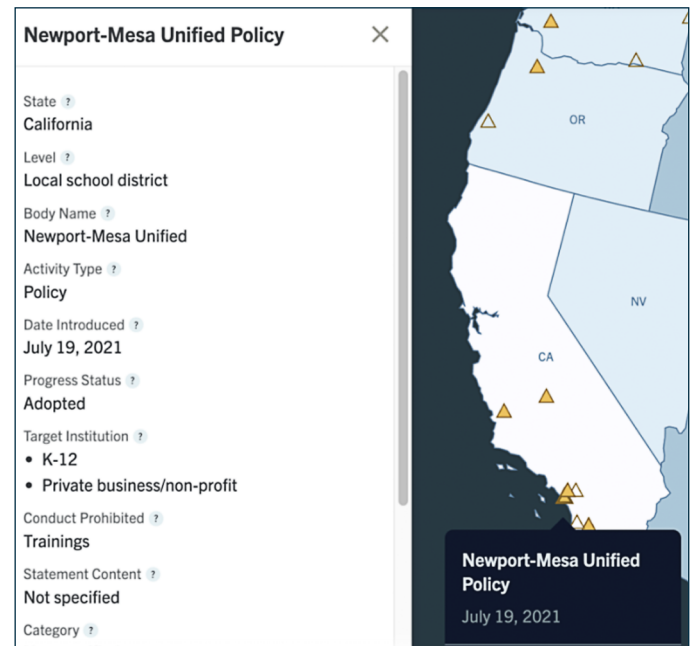 Newport-Mesa Unified Policy
State ?
California
Level ?
Local school district
Body Name ?
Newport-Mesa Unified
Activity Type ?
Policy
Date Introduced ?
July 19, 2021
Progress Status ?
Adopted
Target Institution ?
• K-12
• Private business/non-profit
Conduct Prohibited ?
Trainings
Statement Content ?
Not specified
Category ?
OR
NV
CA
Newport-Mesa Unified
Policy
July 19, 2021